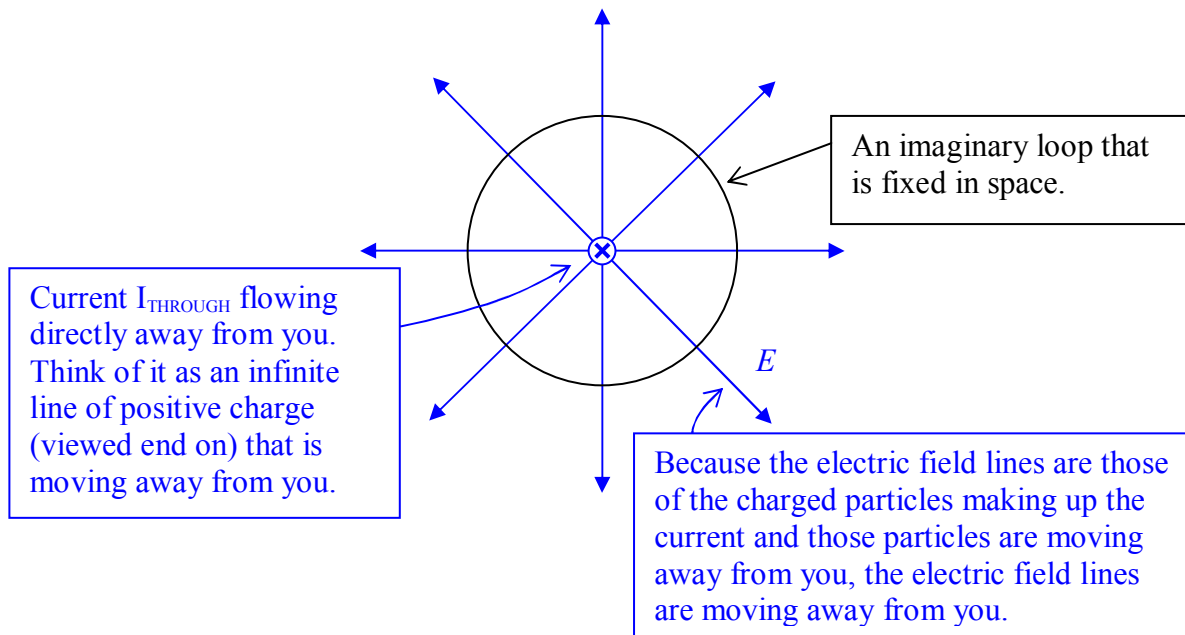 An imaginary loop that
is fixed in space.
Current I_THROUGH flowing
directly away from you.
Think of it as an infinite
line of positive charge
(viewed end on) that is
moving away from you.
E
Because the electric field lines are those
of the charged particles making up the
current and those particles are moving
away from you, the electric field lines
are moving away from you.